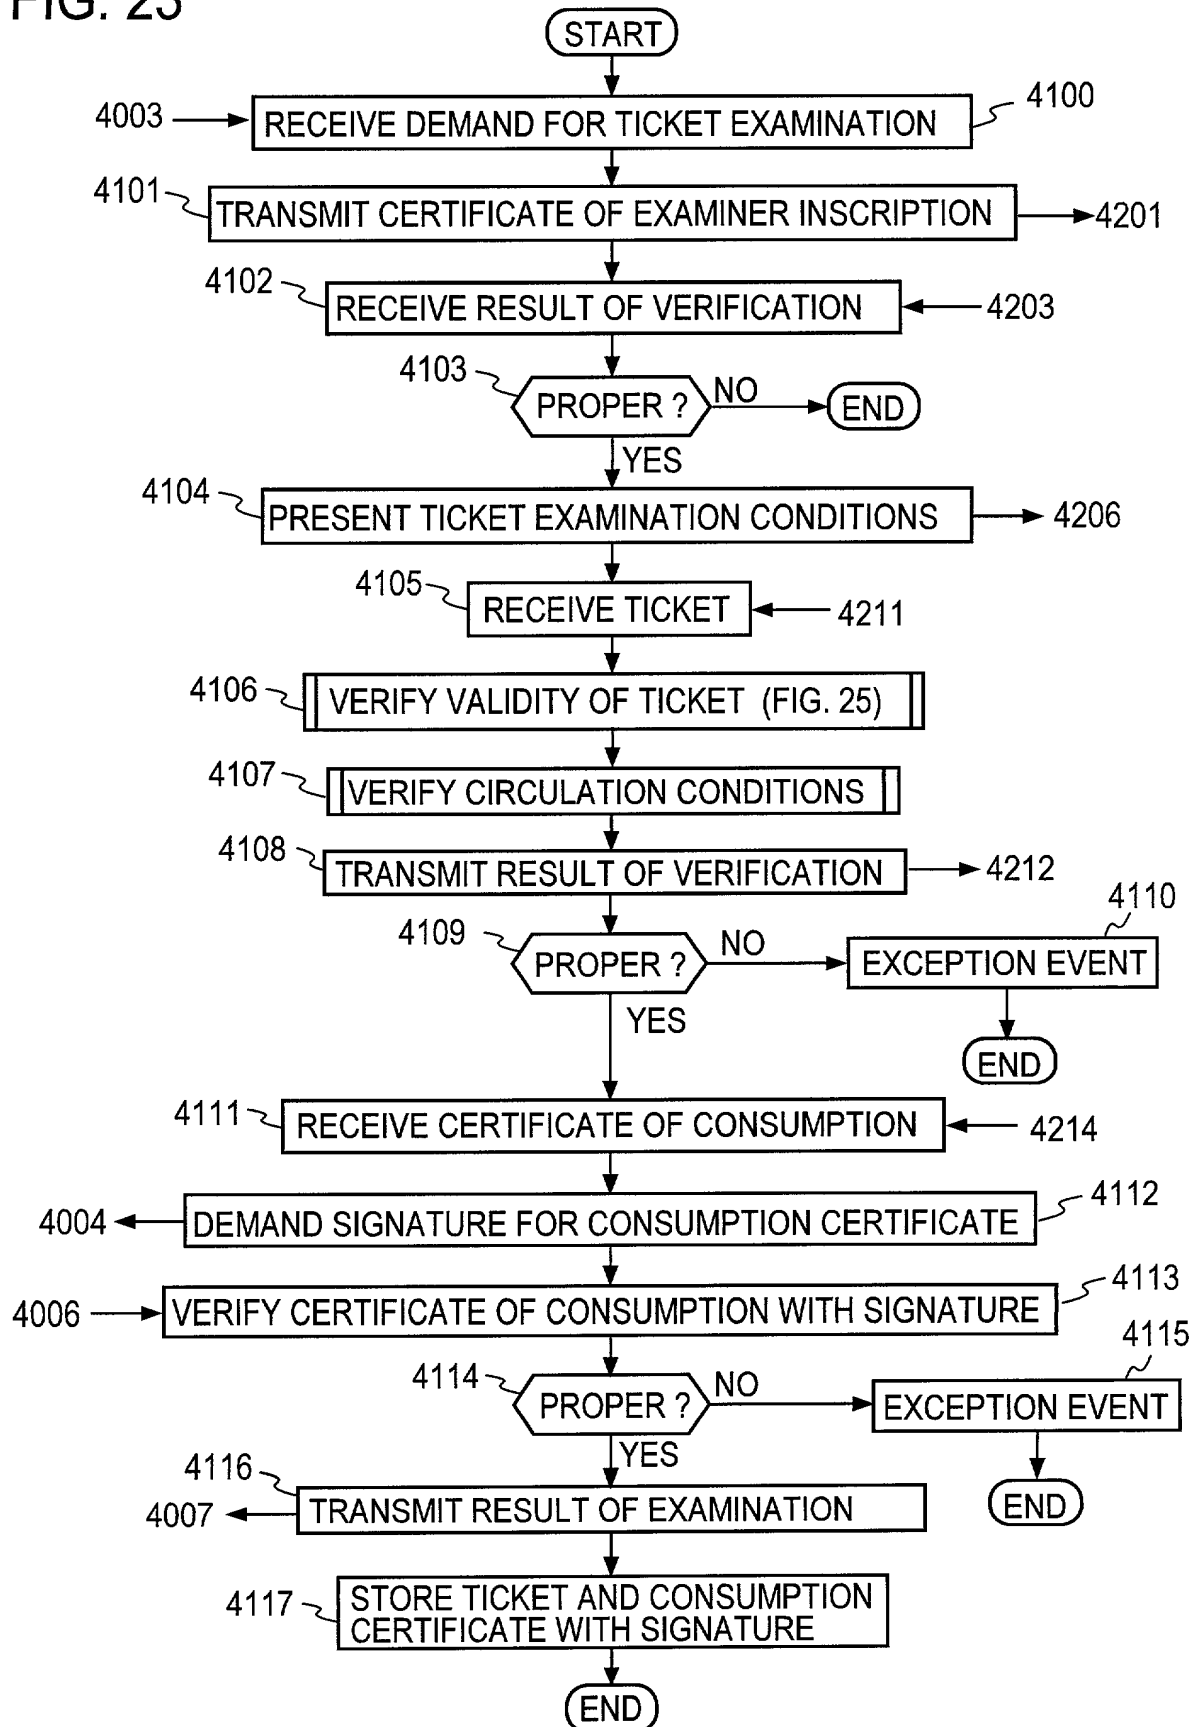 FIG. 23
START
4003
RECEIVE DEMAND FOR TICKET EXAMINATION
4100
4101
TRANSMIT CERTIFICATE OF EXAMINER INSCRIPTION
4201
4102
RECEIVE RESULT OF VERIFICATION
4203
4103
PROPER ?
NO
END
YES
4104
PRESENT TICKET EXAMINATION CONDITIONS
4206
4105
RECEIVE TICKET
4211
4106
VERIFY VALIDITY OF TICKET (FIG. 25)
4107
VERIFY CIRCULATION CONDITIONS
4108
TRANSMIT RESULT OF VERIFICATION
4212
4109
PROPER ?
NO
4110
EXCEPTION EVENT
YES
END
4111
RECEIVE CERTIFICATE OF CONSUMPTION
4214
4004
DEMAND SIGNATURE FOR CONSUMPTION CERTIFICATE
4112
4006
VERIFY CERTIFICATE OF CONSUMPTION WITH SIGNATURE
4113
4114
PROPER ?
NO
4115
EXCEPTION EVENT
YES
END
4116
4007
TRANSMIT RESULT OF EXAMINATION
4117
STORE TICKET AND CONSUMPTION
CERTIFICATE WITH SIGNATURE
END